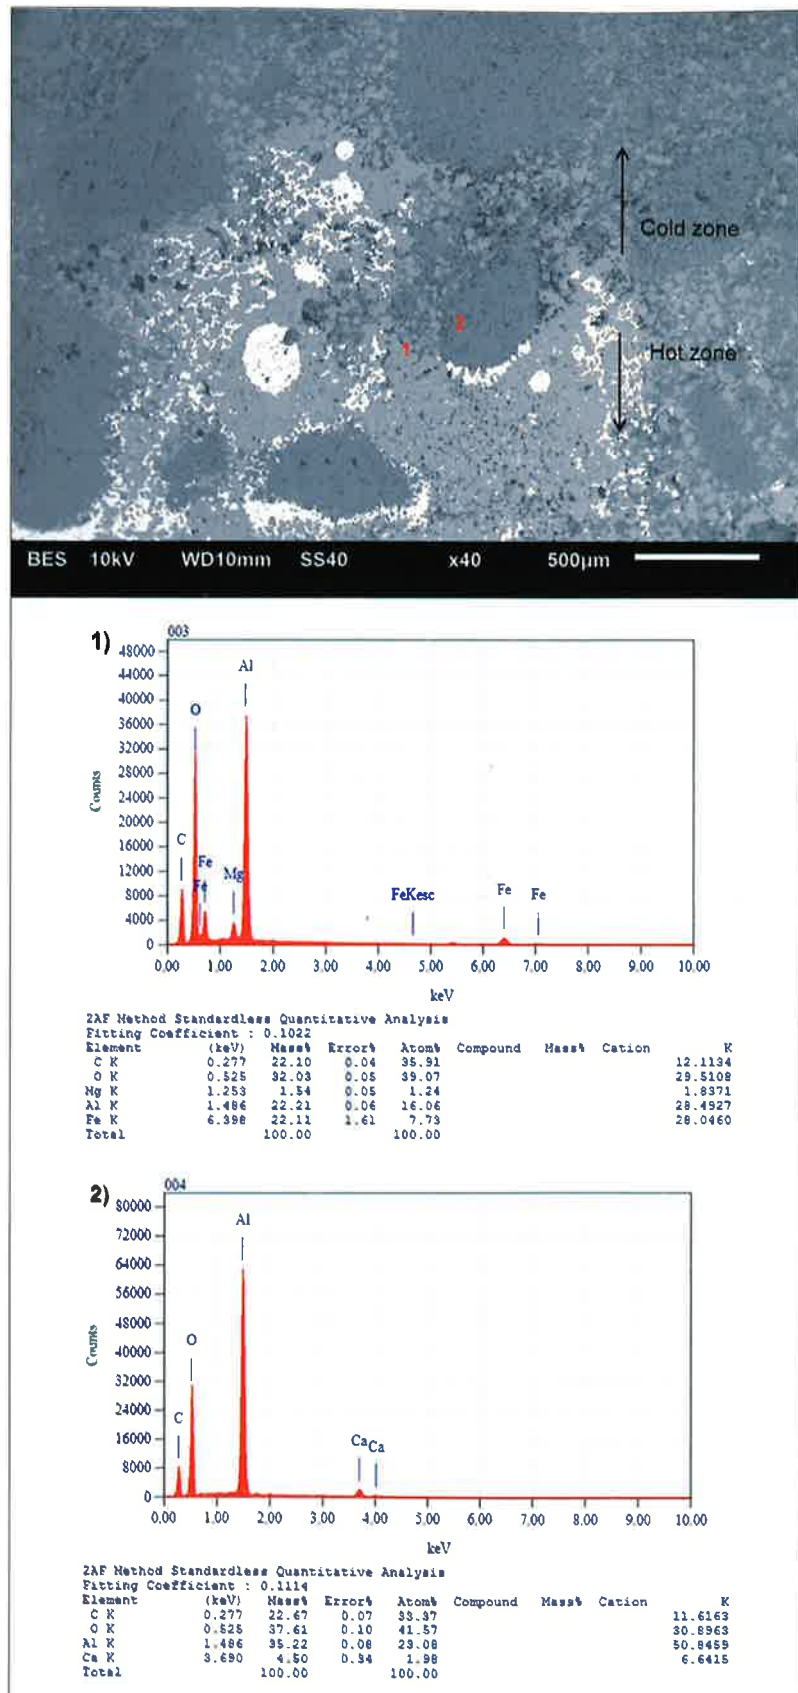 Cold zone
2
1
Hot zone
BES 10kV WD10mm SS40 x40 500µm
1)
003
48000
44000
40000
36000
32000
28000
24000
20000
16000
12000
8000
4000
0
Counts
Al
O
C
Fe
Fe
Mg
FeKesc
Fe
Fe
0.00 1.00 2.00 3.00 4.00 5.00 6.00 7.00 8.00 9.00 10.00
keV
ZAF Method Standardless Quantitative Analysis
Fitting Coefficient : 0.1022
Element (keV) Mass% Error% Atom% Compound Mass% Cation K
C K 0.277 22.10 0.04 35.91 12.1134
O K 0.525 32.03 0.05 39.07 29.5108
Mg K 1.253 1.54 0.05 1.24 1.8371
Al K 1.486 22.21 0.06 16.06 28.4927
Fe K 6.398 22.11 1.61 7.73 28.0460
Total 100.00 100.00
2)
004
80000
72000
64000
56000
48000
40000
32000
24000
16000
8000
0
Counts
Al
O
C
Ca
Ca
0.00 1.00 2.00 3.00 4.00 5.00 6.00 7.00 8.00 9.00 10.00
keV
ZAF Method Standardless Quantitative Analysis
Fitting Coefficient : 0.1114
Element (keV) Mass% Error% Atom% Compound Mass% Cation K
C K 0.277 22.67 0.07 33.37 11.6163
O K 0.525 37.61 0.10 41.57 30.8963
Al K 1.486 35.22 0.08 23.08 50.8459
Ca K 3.690 4.50 0.34 1.98 6.6415
Total 100.00 100.00